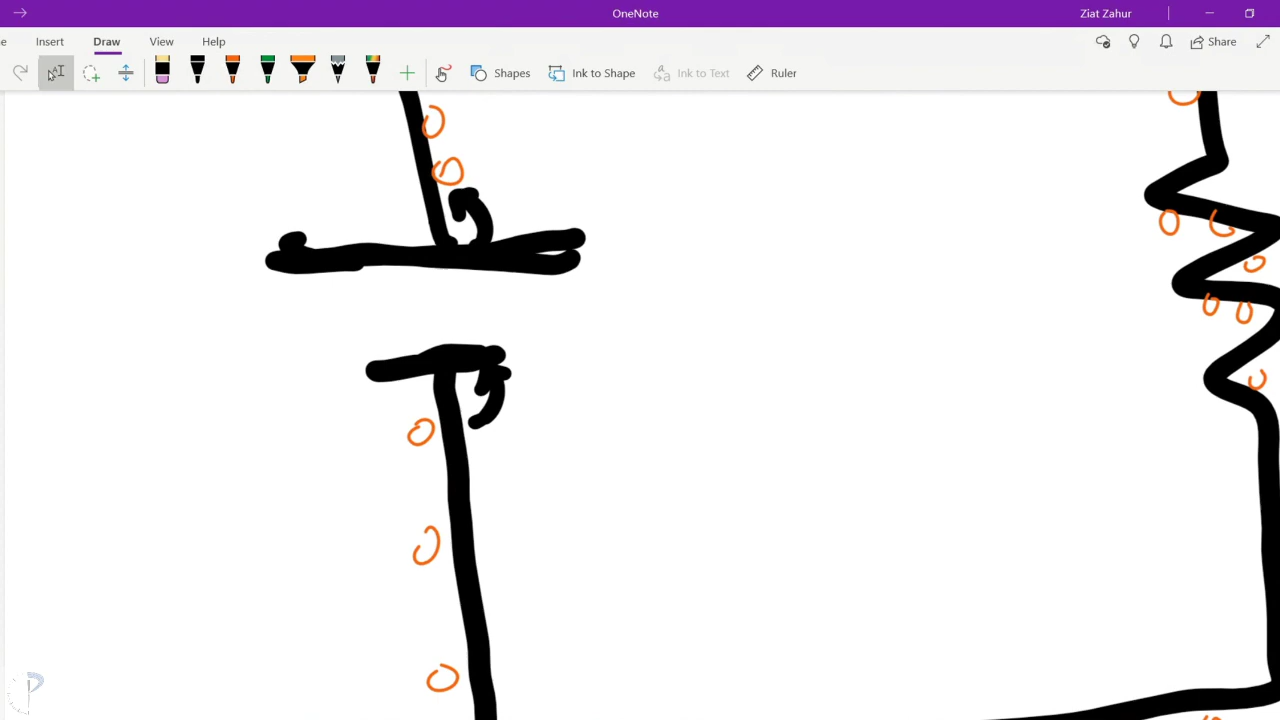 OneNote
Ziat Zahur
Insert Draw View Help
Share
Shapes Ink to Shape Ink to Text Ruler